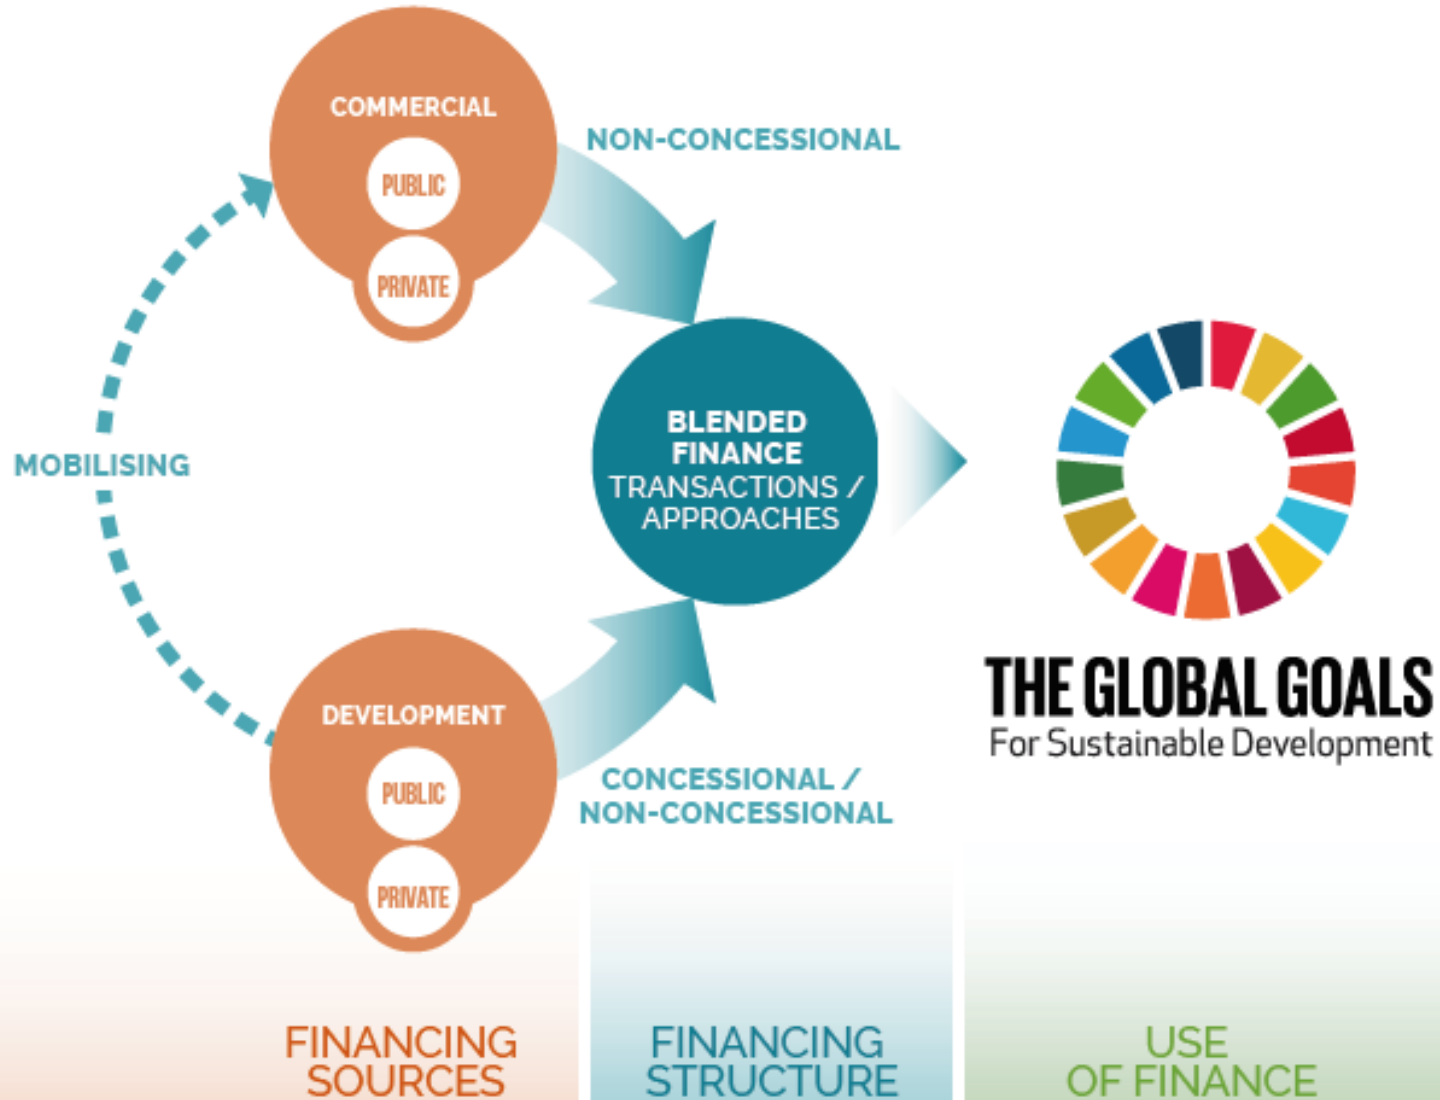 COMMERCIAL
PUBLIC
PRIVATE
NON-CONCESSIONAL
MOBILISING
BLENDED
FINANCE
TRANSACTIONS /
APPROACHES
DEVELOPMENT
PUBLIC
PRIVATE
CONCESSIONAL /
NON-CONCESSIONAL
THE GLOBAL GOALS
For Sustainable Development
FINANCING
SOURCES
FINANCING
STRUCTURE
USE
OF FINANCE